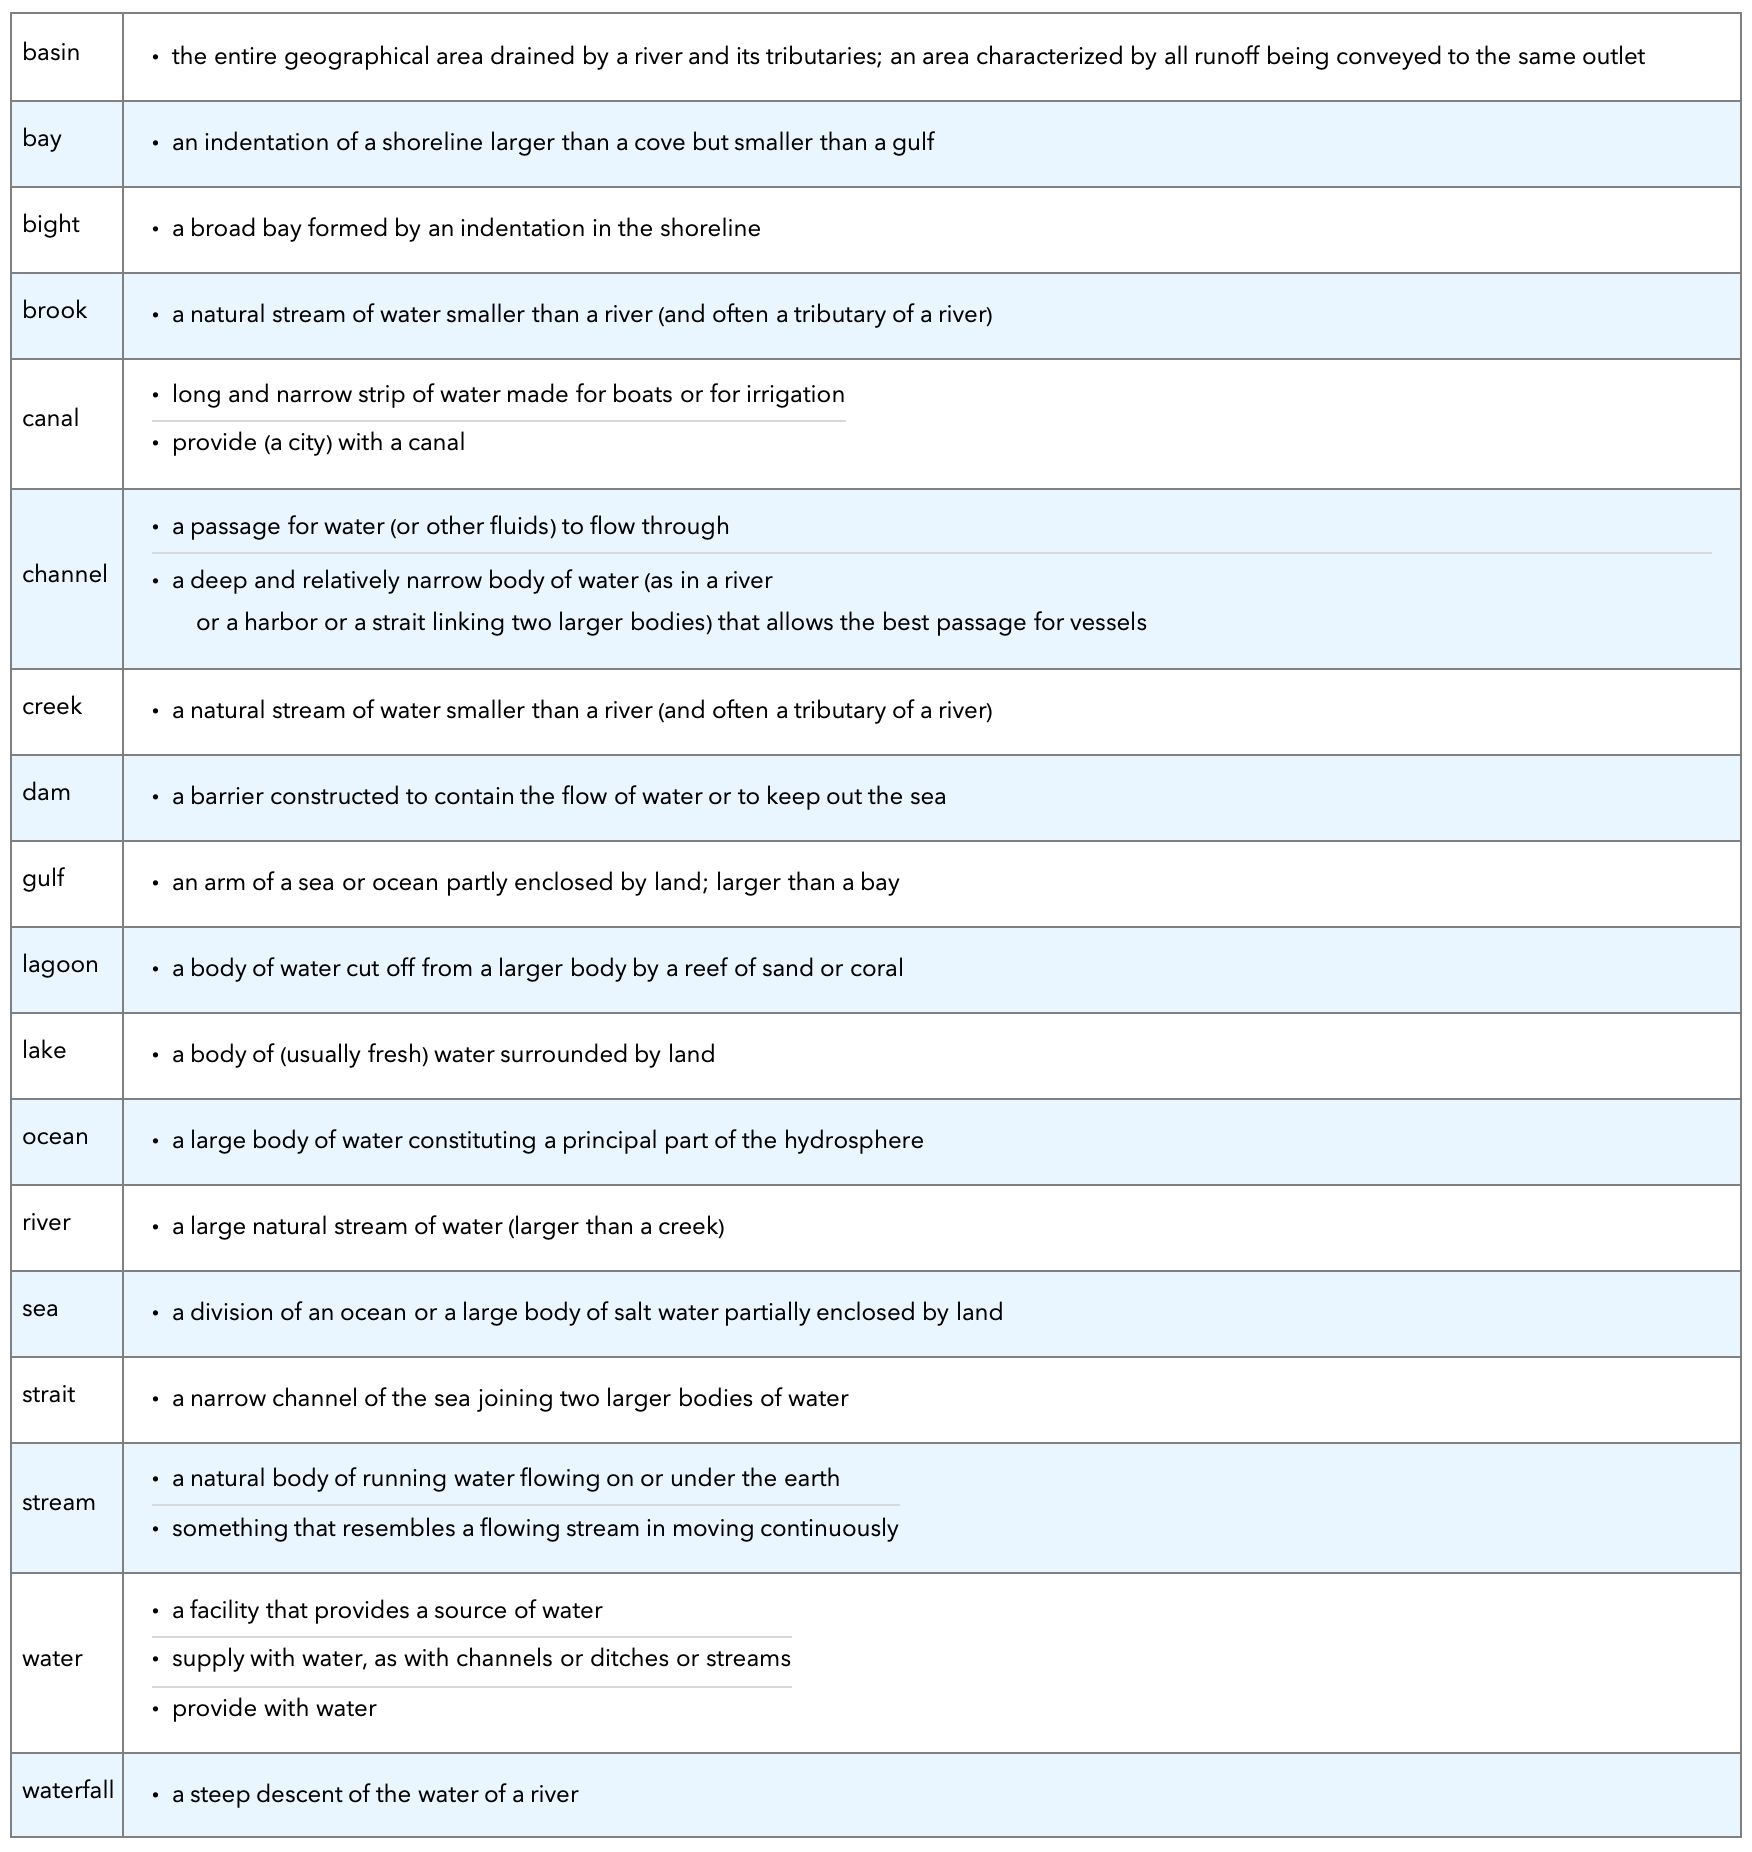 basin
• the entire geographical area drained by a river and its tributaries; an area characterized by all runoff being conveyed to the same outlet
bay
• an indentation of a shoreline larger than a cove but smaller than a gulf
bight
• a broad bay formed by an indentation in the shoreline
brook
• a natural stream of water smaller than a river (and often a tributary of a river)
canal
• long and narrow strip of water made for boats or for irrigation
• provide (a city) with a canal
channel
• a passage for water (or other fluids) to flow through
• a deep and relatively narrow body of water (as in a river
or a harbor or a strait linking two larger bodies) that allows the best passage for vessels
creek
• a natural stream of water smaller than a river (and often a tributary of a river)
dam
• a barrier constructed to contain the flow of water or to keep out the sea
gulf
• an arm of a sea or ocean partly enclosed by land; larger than a bay
lagoon
• a body of water cut off from a larger body by a reef of sand or coral
lake
• a body of (usually fresh) water surrounded by land
ocean
• a large body of water constituting a principal part of the hydrosphere
river
• a large natural stream of water (larger than a creek)
sea
• a division of an ocean or a large body of salt water partially enclosed by land
strait
• a narrow channel of the sea joining two larger bodies of water
stream
• a natural body of running water flowing on or under the earth
• something that resembles a flowing stream in moving continuously
water
• a facility that provides a source of water
• supply with water, as with channels or ditches or streams
• provide with water
waterfall
• a steep descent of the water of a river